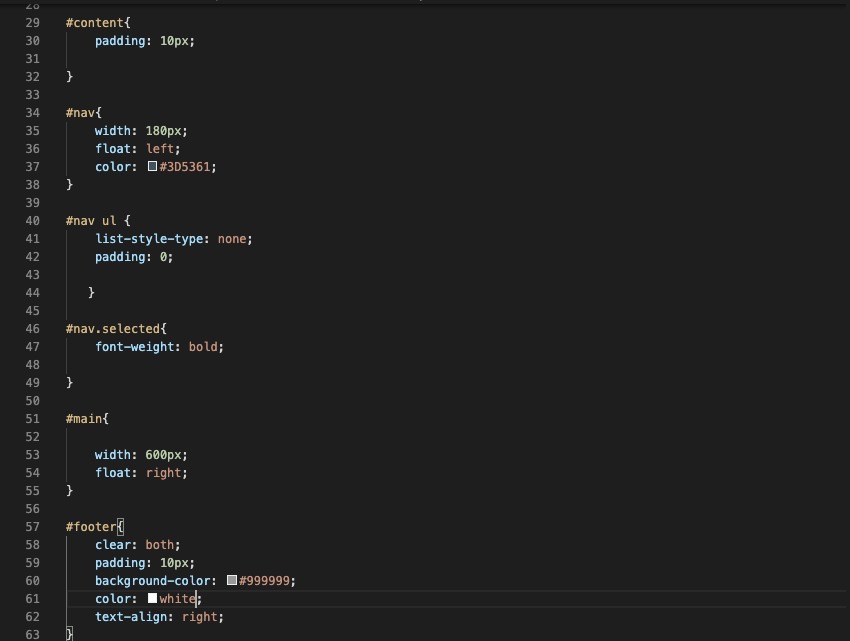 28
29 #content{
30     padding: 10px;
31
32 }
33
34 #nav{
35     width: 180px;
36     float: left;
37     color: #3D5361;
38 }
39
40 #nav ul {
41     list-style-type: none;
42     padding: 0;
43
44    }
45
46 #nav.selected{
47     font-weight: bold;
48
49 }
50
51 #main{
52
53     width: 600px;
54     float: right;
55 }
56
57 #footer{
58     clear: both;
59     padding: 10px;
60     background-color: #999999;
61     color: white;
62     text-align: right;
63 }